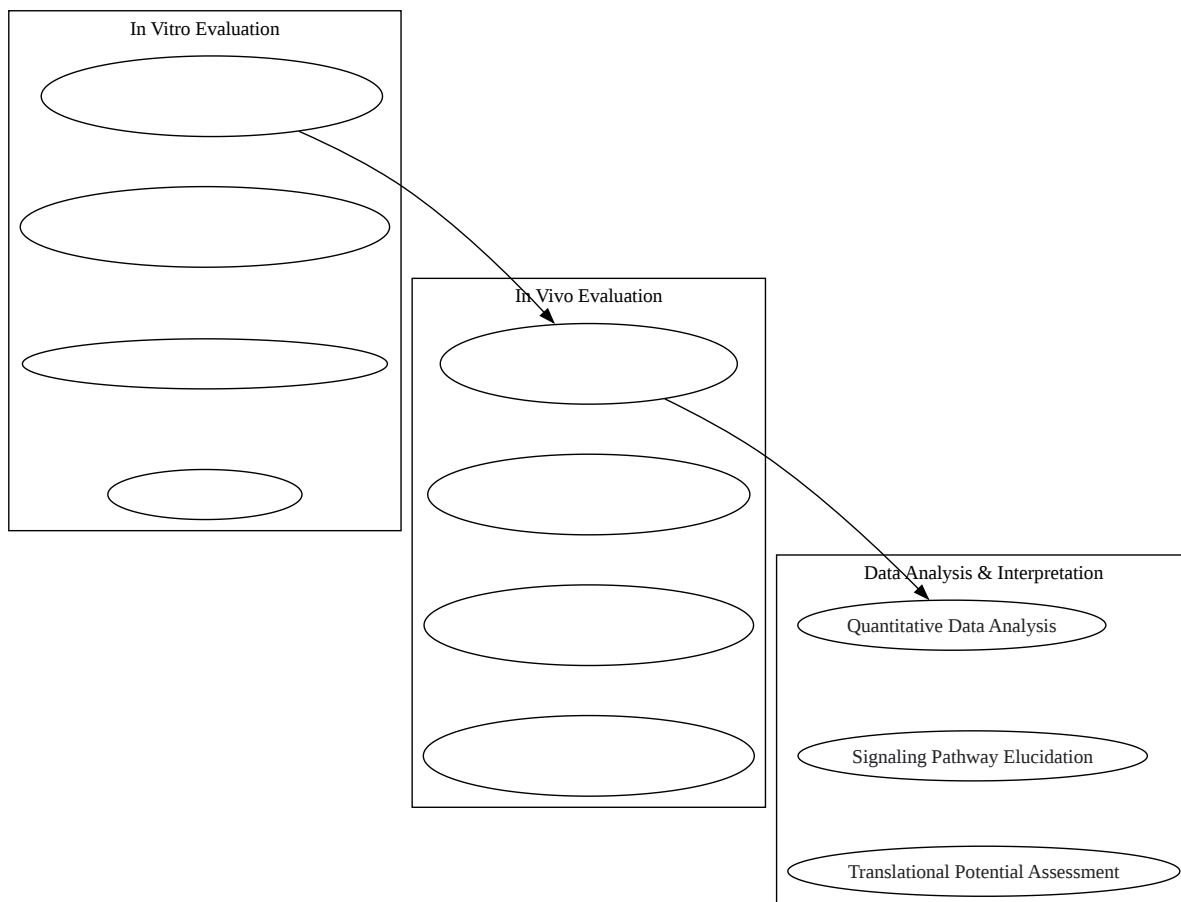 In Vitro Evaluation
In Vivo Evaluation
Data Analysis & Interpretation
Quantitative Data Analysis
Signaling Pathway Elucidation
Translational Potential Assessment